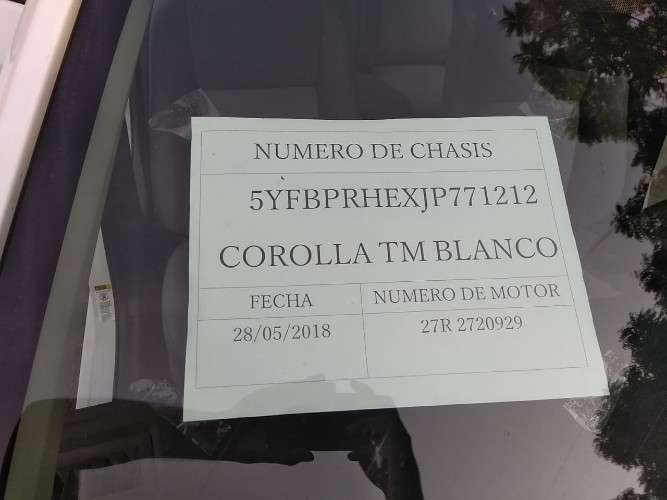 NUMERO DE CHASIS
5YFBPRHEXJP771212
COROLLA TM BLANCO
FECHA
NUMERO DE MOTOR
28/05/2018
27R 2720929